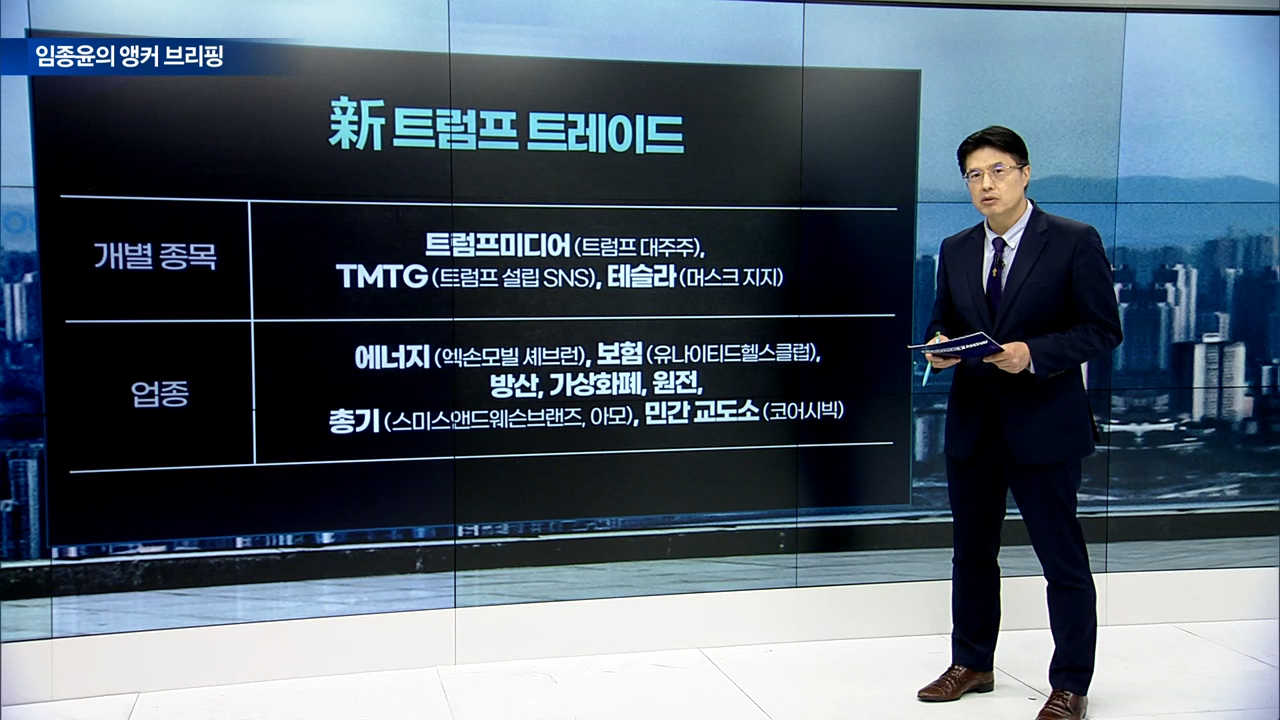 임종윤의 앵커 브리핑
新 트럼프 트레이드
개별 종목
트럼프미디어 (트럼프 대주주),
TMTG (트럼프 설립 SNS), 테슬라 (머스크 지지)
업종
에너지 (엑손모빌 셰브런), 보험 (유나이티드헬스클럽),
방산, 가상화폐, 원전,
총기 (스미스앤드웨슨브랜즈, 아모), 민간 교도소 (코어시빅)